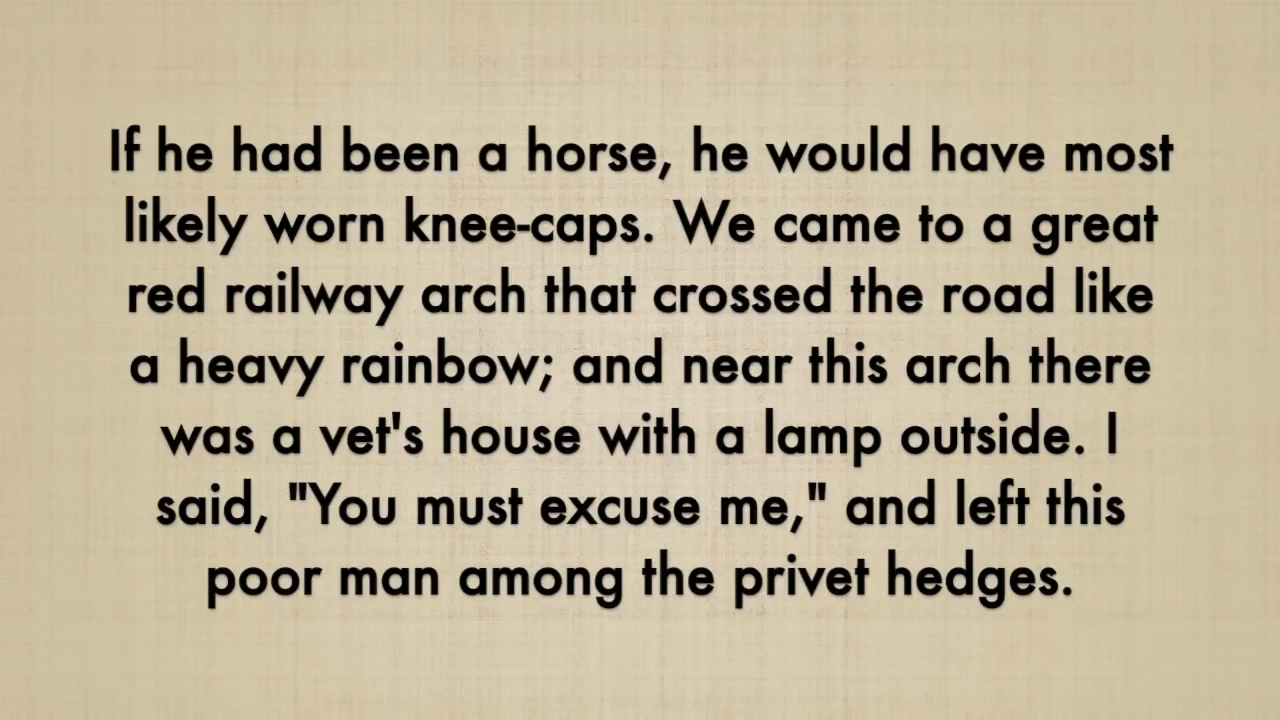 If he had been a horse, he would have most
likely worn knee-caps. We came to a great
red railway arch that crossed the road like
a heavy rainbow; and near this arch there
was a vet's house with a lamp outside. I
said, "You must excuse me," and left this
poor man among the privet hedges.